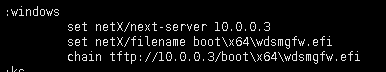 :windows
set netX/next-server 10.0.0.3
set netX/filename boot\x64\wdsmgfw.efi
chain tftp://10.0.0.3/boot\x64\wdsmgfw.efi